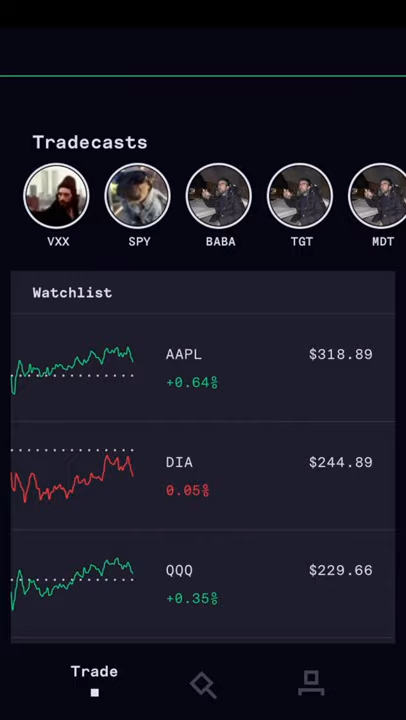 Tradecasts
VXX SPY BABA TGT MDT
Watchlist
AAPL $318.89
+0.64%
DIA $244.89
0.05%
QQQ $229.66
+0.35%
Trade